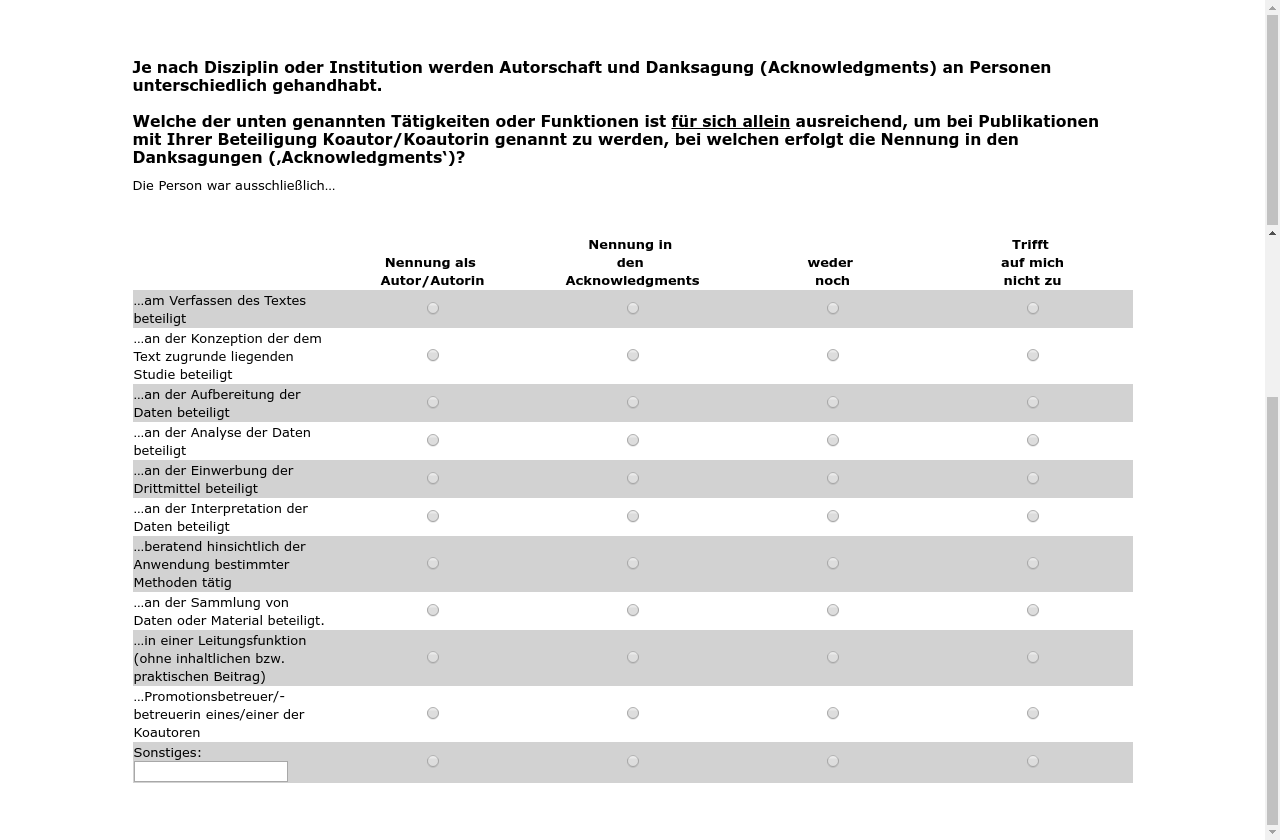 Je nach Disziplin oder Institution werden Autorschaft und Danksagung (Acknowledgments) an Personen
unterschiedlich gehandhabt.
Welche der unten genannten Tätigkeiten oder Funktionen ist für sich allein ausreichend, um bei Publikationen
mit Ihrer Beteiligung Koautor/Koautorin genannt zu werden, bei welchen erfolgt die Nennung in den
Danksagungen (‚Acknowledgments‘)?
Die Person war ausschließlich...
Nennung als
Autor/Autorin
Nennung in
den
Acknowledgments
weder
noch
Trifft
auf mich
nicht zu
...am Verfassen des Textes
beteiligt
...an der Konzeption der dem
Text zugrunde liegenden
Studie beteiligt
...an der Aufbereitung der
Daten beteiligt
...an der Analyse der Daten
beteiligt
...an der Einwerbung der
Drittmittel beteiligt
...an der Interpretation der
Daten beteiligt
...beratend hinsichtlich der
Anwendung bestimmter
Methoden tätig
...an der Sammlung von
Daten oder Material beteiligt.
...in einer Leitungsfunktion
(ohne inhaltlichen bzw.
praktischen Beitrag)
...Promotionsbetreuer/-
betreuerin eines/einer der
Koautoren
Sonstiges: